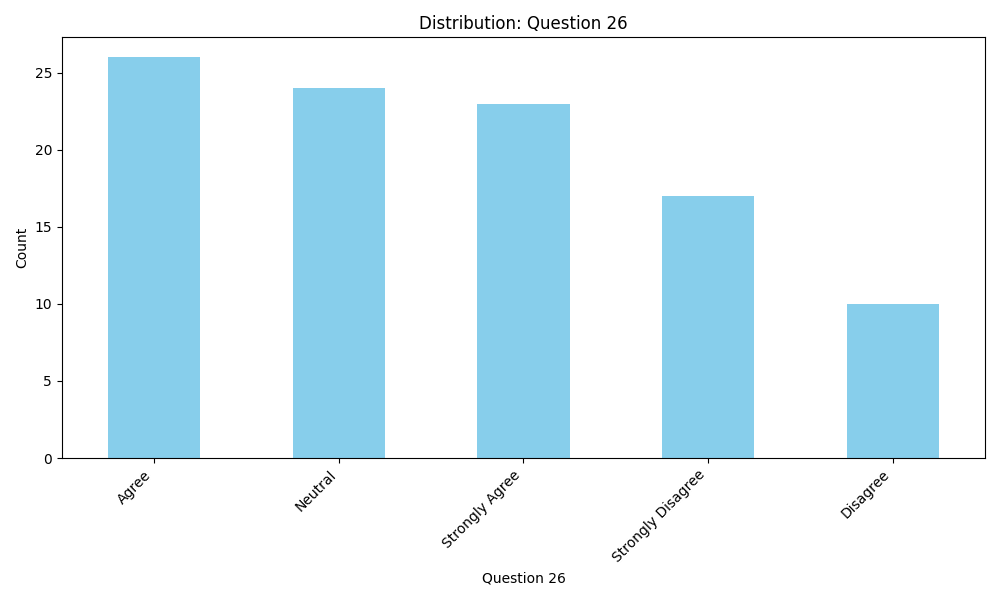 Distribution: Question 26
Count
25
20
15
10
5
0
Agree
Neutral
Strongly Agree
Strongly Disagree
Disagree
Question 26